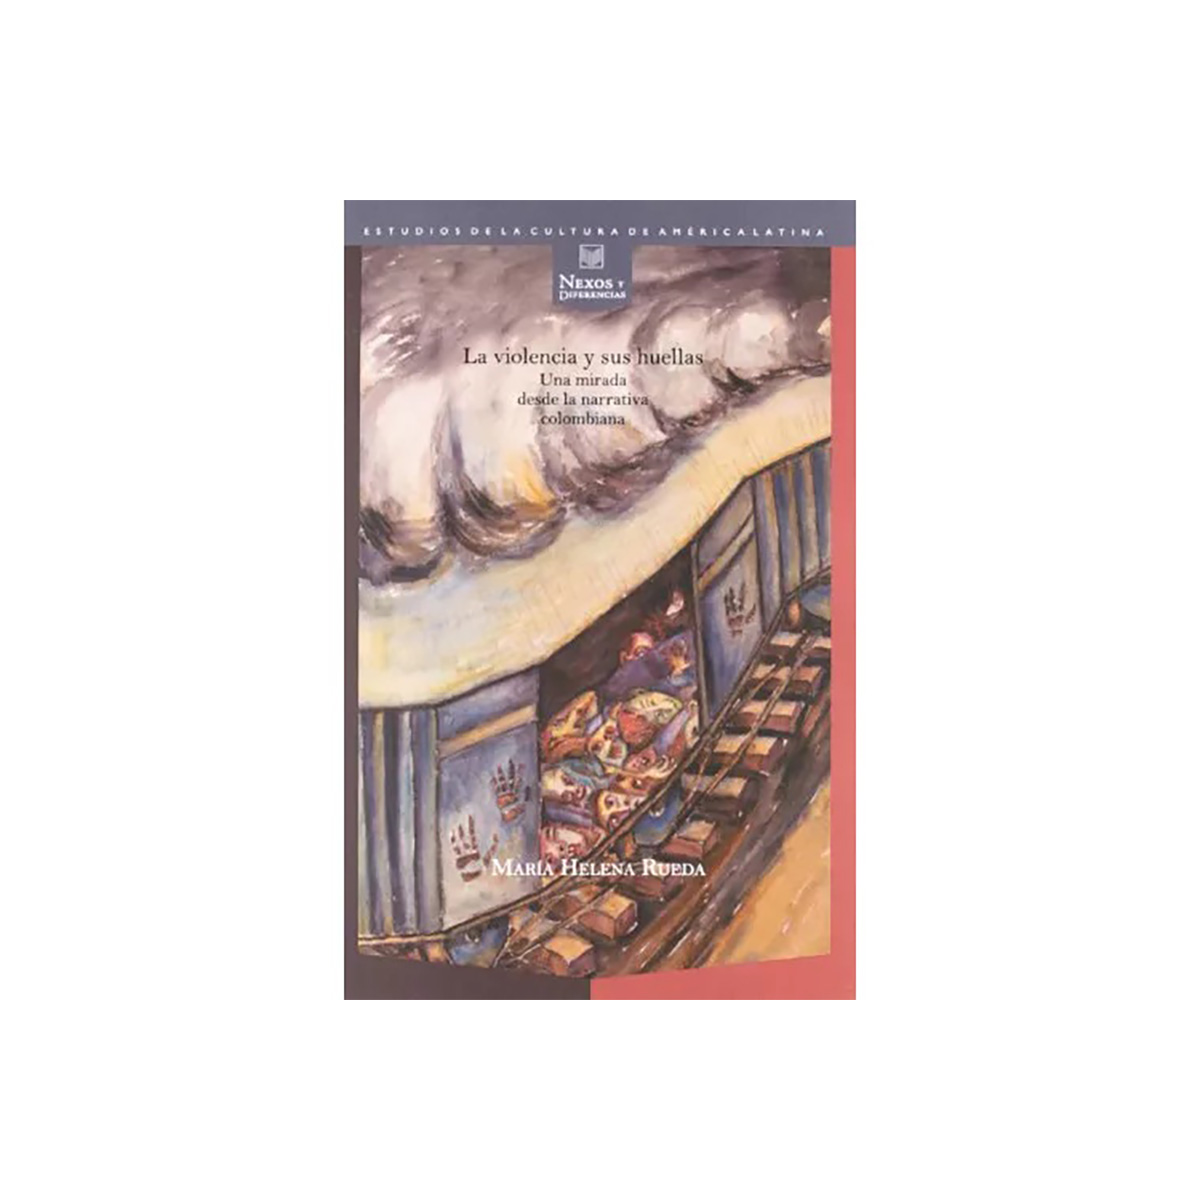 ESTUDIOS DE LA CULTURA DE AMÉRICA LATINA
NEXOS Y
DIFERENCIAS
La violencia y sus huellas
Una mirada
desde la narrativa
colombiana
MARÍA HELENA RUEDA